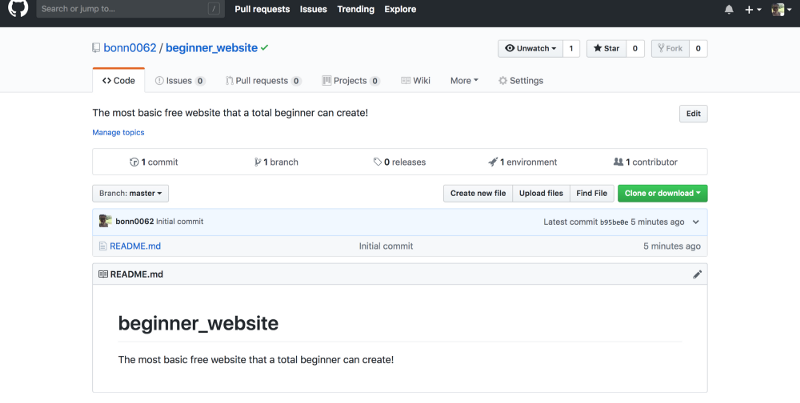 Search or jump to... / Pull requests Issues Trending Explore
bonn0062 / beginner_website Unwatch 1 Star 0 Fork 0
Code Issues 0 Pull requests 0 Projects 0 Wiki More Settings
The most basic free website that a total beginner can create! Edit
Manage topics
1 commit 1 branch 0 releases 1 environment 1 contributor
Branch: master Create new file Upload files Find File Clone or download
bonn0062 Initial commit Latest commit b95be0e 5 minutes ago
README.md Initial commit 5 minutes ago
README.md
beginner_website
The most basic free website that a total beginner can create!